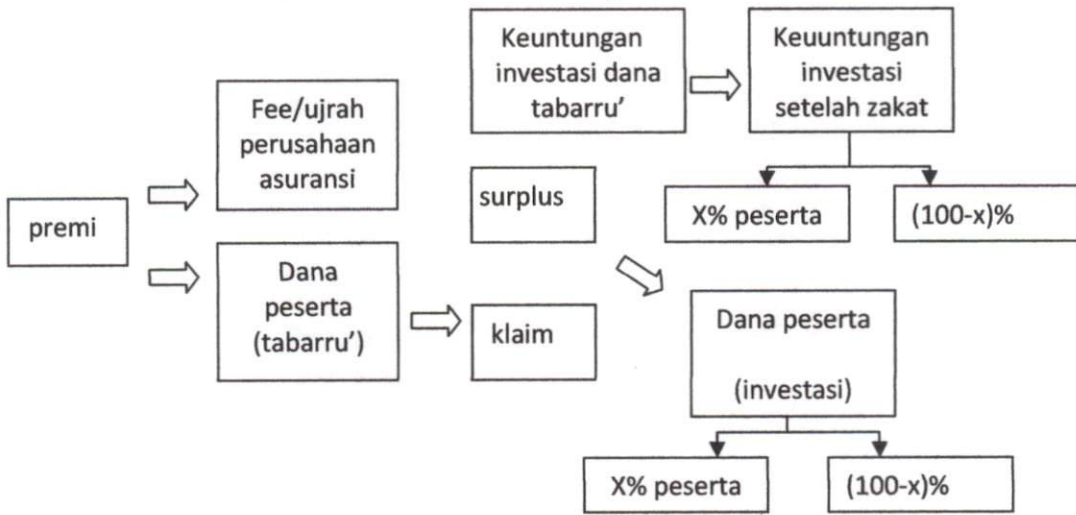 premi
Fee/ujrah
perusahaan
asuransi
Dana
peserta
(tabarru’)
Keuntungan
investasi dana
tabarru’
surplus
klaim
Keuuntungan
investasi
setelah zakat
X% peserta
(100-x)%
Dana peserta
(investasi)
X% peserta
(100-x)%